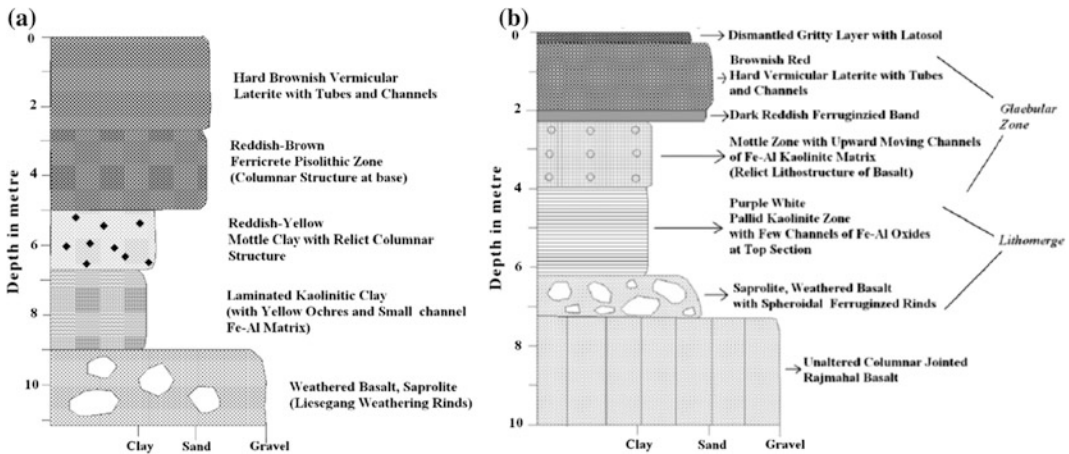 (a)
0
2
4
6
8
10
Depth in metre
Hard Brownish Vermicular
Laterite with Tubes and Channels
Reddish-Brown
Ferricrete Pisolithic Zone
(Columnar Structure at base)
Reddish-Yellow
Mottle Clay with Relict Columnar
Structure
Laminated Kaolinitic Clay
(with Yellow Ochres and Small channel
Fe-Al Matrix)
Weathered Basalt, Saprolite
(Liesegang Weathering Rinds)
Clay Sand Gravel
(b)
0
2
4
6
8
10
Depth in metre
Dismantled Gritty Layer with Latosol
Brownish Red
Hard Vermicular Laterite with Tubes
and Channels
Dark Reddish Ferruginzied Band
Mottle Zone with Upward Moving Channels
of Fe-Al Kaolinite Matrix
(Relict Lithostructure of Basalt)
Purple White
Pallid Kaolinite Zone
with Few Channels of Fe-Al Oxides
at Top Section
Saprolite, Weathered Basalt
with Spheroidal Ferruginzed Rinds
Unaltered Columnar Jointed
Rajmahal Basalt
Glaebular
Zone
Lithomerge
Clay Sand Gravel